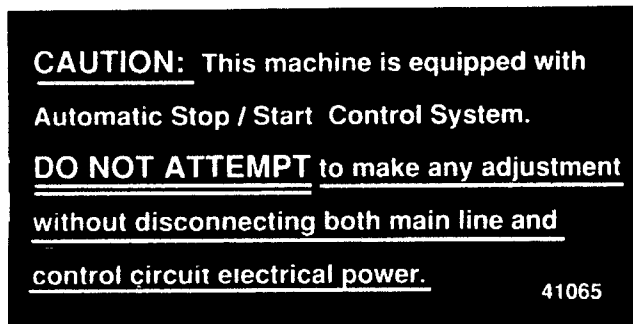 CAUTION: This machine is equipped with
Automatic Stop / Start Control System.
DO NOT ATTEMPT to make any adjustment
without disconnecting both main line and
control circuit electrical power.
41065